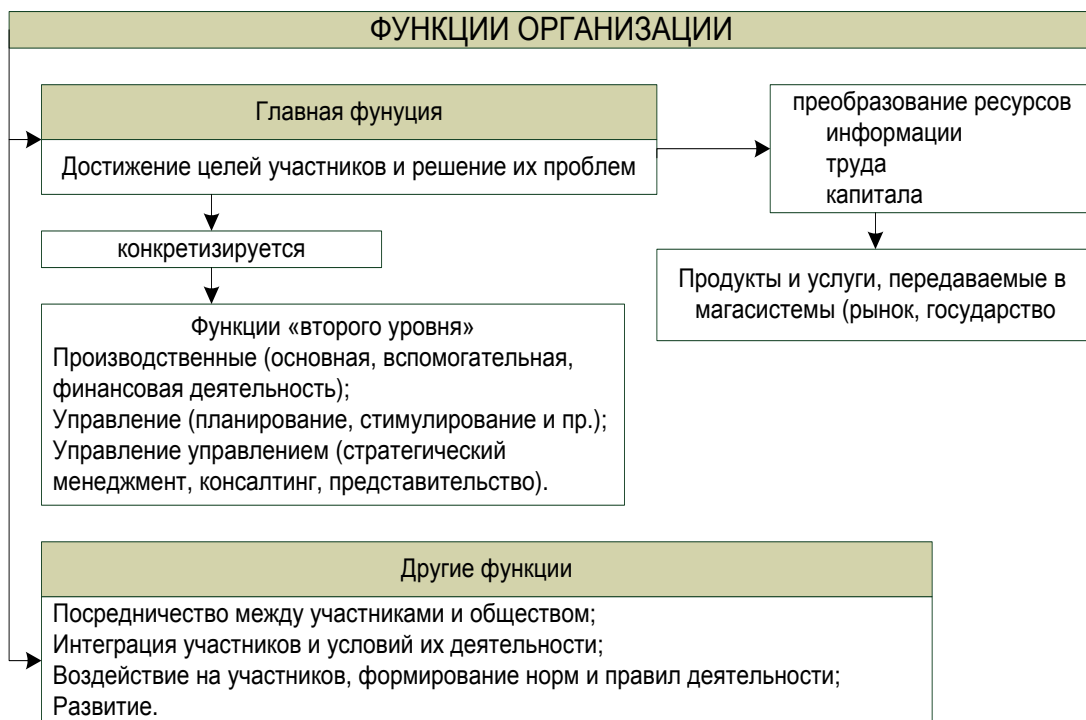 ФУНКЦИИ ОРГАНИЗАЦИИ
Главная фунуция
Достижение целей участников и решение их проблем
преобразование ресурсов
информации
труда
капитала
конкретизируется
Продукты и услуги, передаваемые в
магасистемы (рынок, государство
Функции «второго уровня»
Производственные (основная, вспомогательная,
финансовая деятельность);
Управление (планирование, стимулирование и пр.);
Управление управлением (стратегический
менеджмент, консалтинг, представительство).
Другие функции
Посредничество между участниками и обществом;
Интеграция участников и условий их деятельности;
Воздействие на участников, формирование норм и правил деятельности;
Развитие.